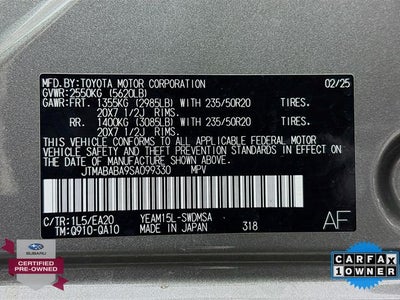 MFD.BY:TOYOTA MOTOR CORPORATION 02/25
GVWR:2550KG (5620LB)
GAWR:FRT. 1355KG (2985LB) WITH 235/50R20 TIRES.
20X7 1/2J RIMS.
RR. 1400KG (3085LB) WITH 235/50R20 TIRES.
20X7 1/2J RIMS.
THIS VEHICLE CONFORMS TO ALL APPLICABLE
FEDERAL MOTOR VEHICLE SAFETY AND THEFT
PREVENTION STANDARDS IN EFFECT ON THE DATE
OF MANUFACTURE SHOWN ABOVE.
JTMABABA9SA099330 MPV
C/TR:1L5/EA20 YEAM15L-SWDMSA
TM:Q910-QA10 MADE IN JAPAN 318
AF
SUBARU
CERTIFIED
PRE-OWNED
CARFAX
1 OWNER